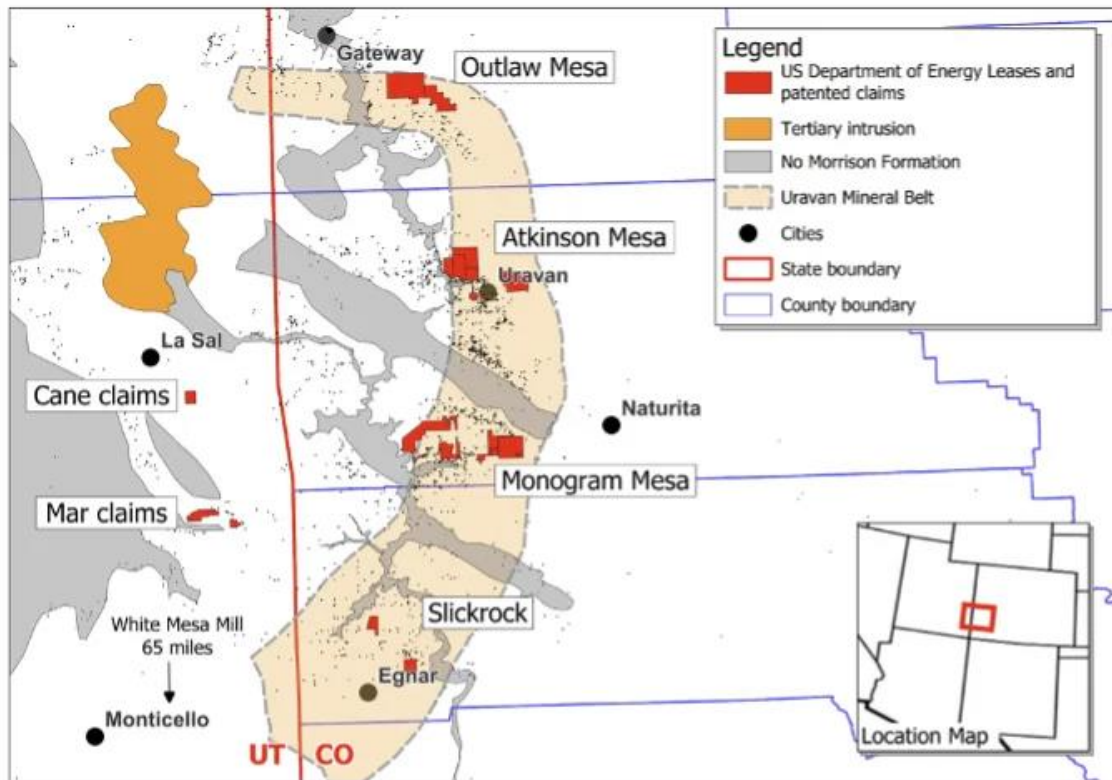 Gateway
Outlaw Mesa
Atkinson Mesa
Uravan
La Sal
Cane claims
Naturita
Monogram Mesa
Mar claims
Slickrock
White Mesa Mill
65 miles
Egnar
Monticello
UT CO
Legend
US Department of Energy Leases and
patented claims
Tertiary intrusion
No Morrison Formation
Uravan Mineral Belt
Cities
State boundary
County boundary
Location Map